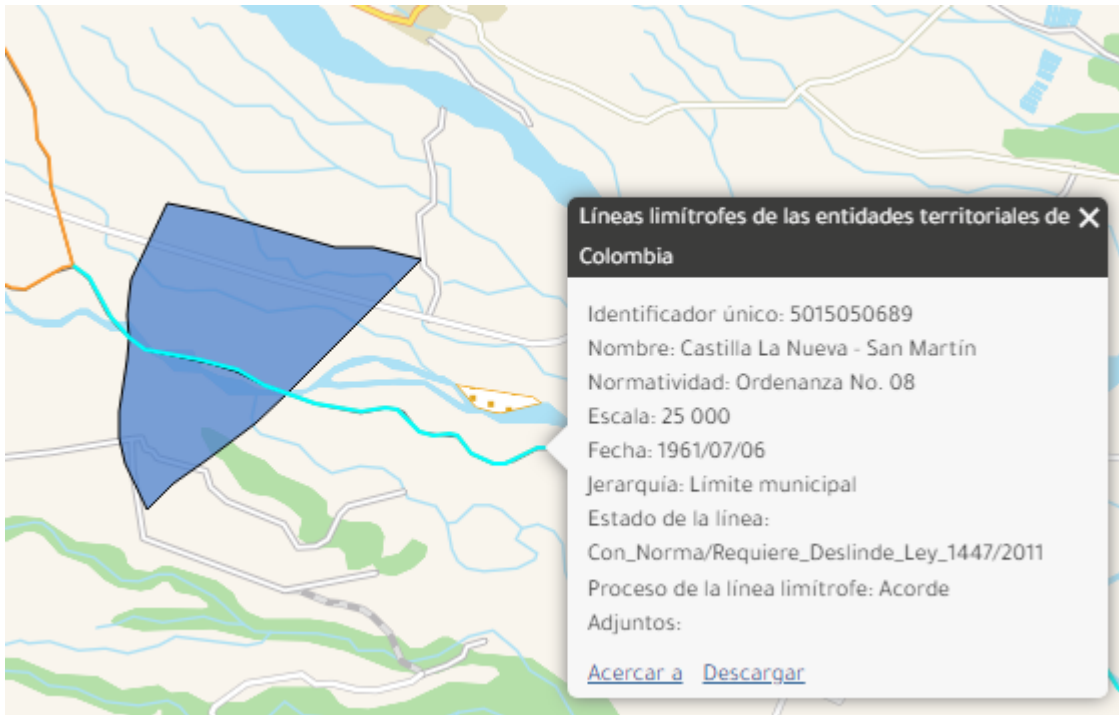 Líneas limítrofes de las entidades territoriales de
Colombia
Identificador único: 5015050689
Nombre: Castilla La Nueva - San Martín
Normatividad: Ordenanza No. 08
Escala: 25 000
Fecha: 1961/07/06
Jerarquía: Límite municipal
Estado de la línea:
Con_Norma/Requiere_Deslinde_Ley_1447/2011
Proceso de la línea limítrofe: Acorde
Adjuntos:
Acercar a Descargar